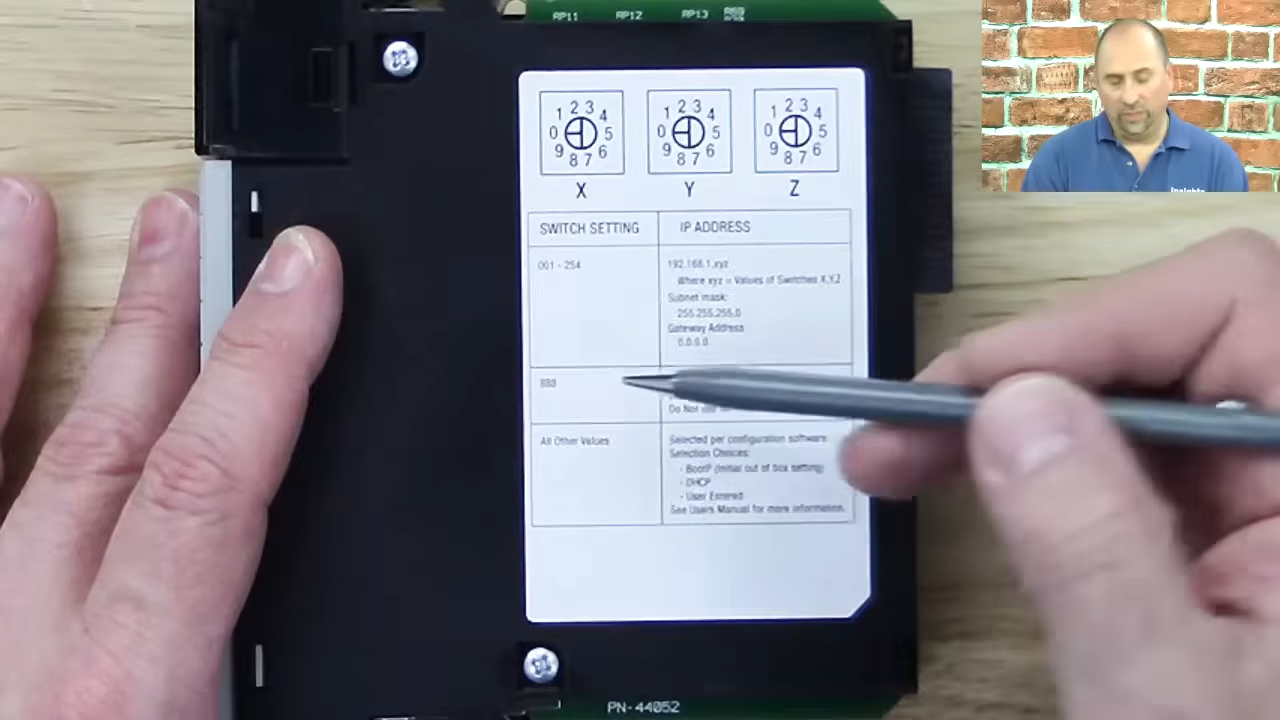 RP11 RP12 RP13 R69
1 2 3 4 5 6 7 8 9 0
1 2 3 4 5 6 7 8 9 0
1 2 3 4 5 6 7 8 9 0
X Y Z
SWITCH SETTING IP ADDRESS
001 - 254 192.168.1.xyz
Where xyz = Values of Switches X,Y,Z
Subnet mask:
255.255.255.0
Gateway Address
0.0.0.0.
888
Do Not
All Other Values Selected per configuration software.
Selection Choices:
- BootP (Initial out of box setting)
- DHCP
- User Entered
See Users Manual for more information.
PN-44052
Insights